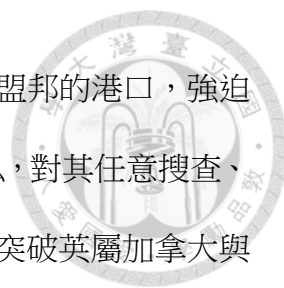 盟邦的港口，強迫
，對其任意搜查、
突破英屬加拿大與